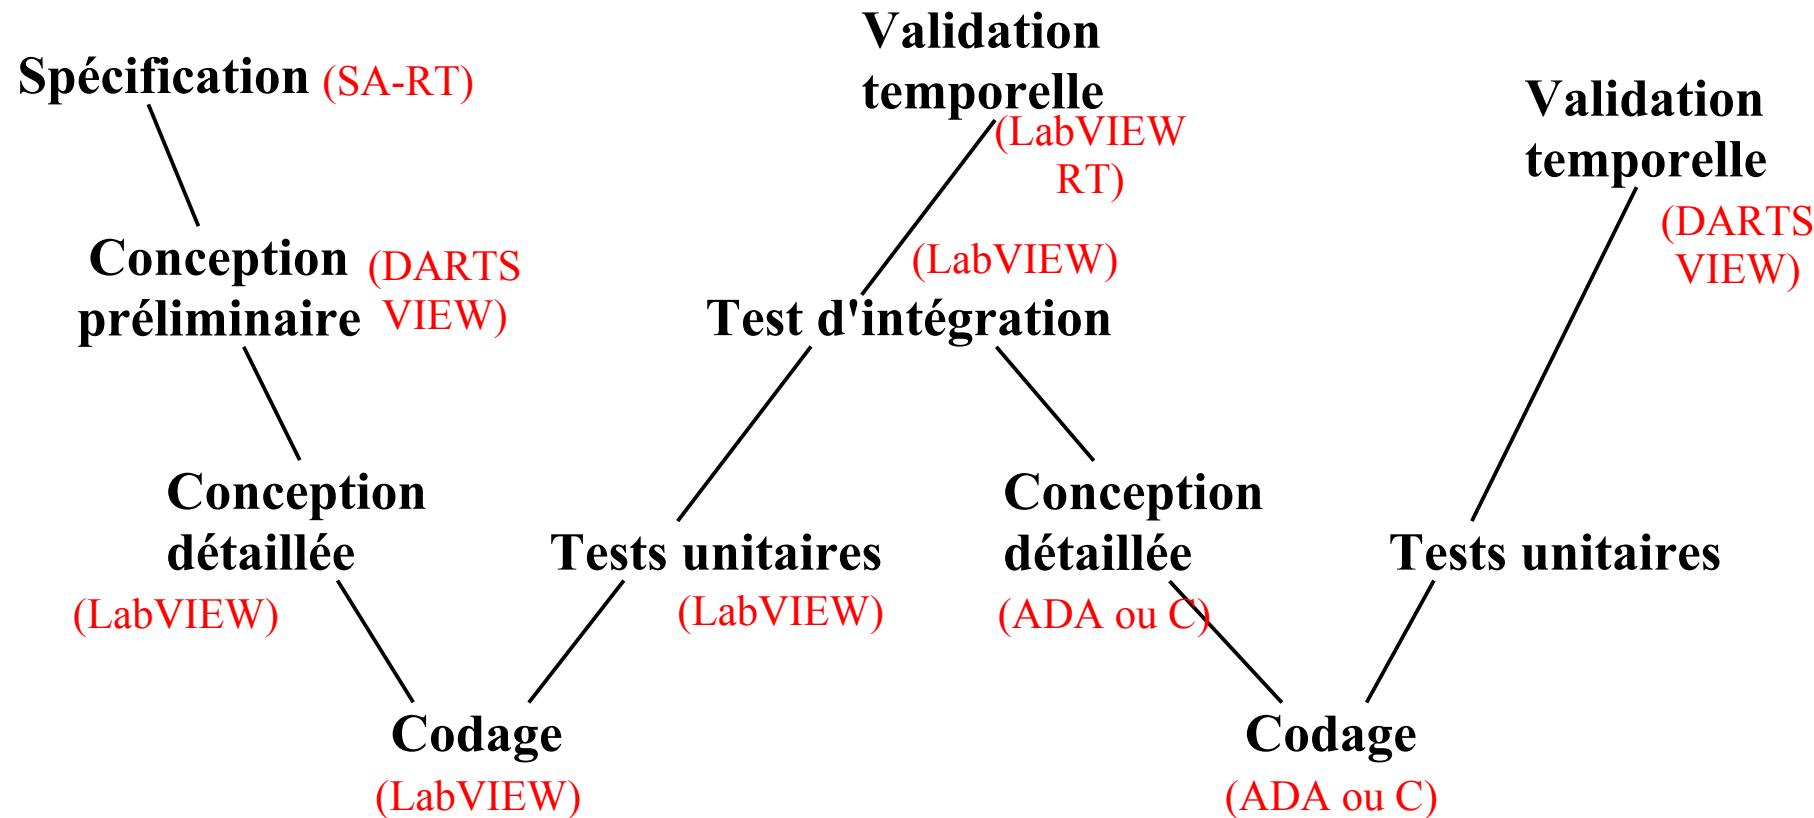 Spécification (SA-RT)
Conception
préliminaire
(DARTS
VIEW)
Conception
détaillée
(LabVIEW)
Codage
(LabVIEW)
Tests unitaires
(LabVIEW)
(LabVIEW)
Test d'intégration
Validation
temporelle
(LabVIEW
RT)
Conception
détaillée
(ADA ou C)
Codage
(ADA ou C)
Tests unitaires
Validation
temporelle
(DARTS
VIEW)